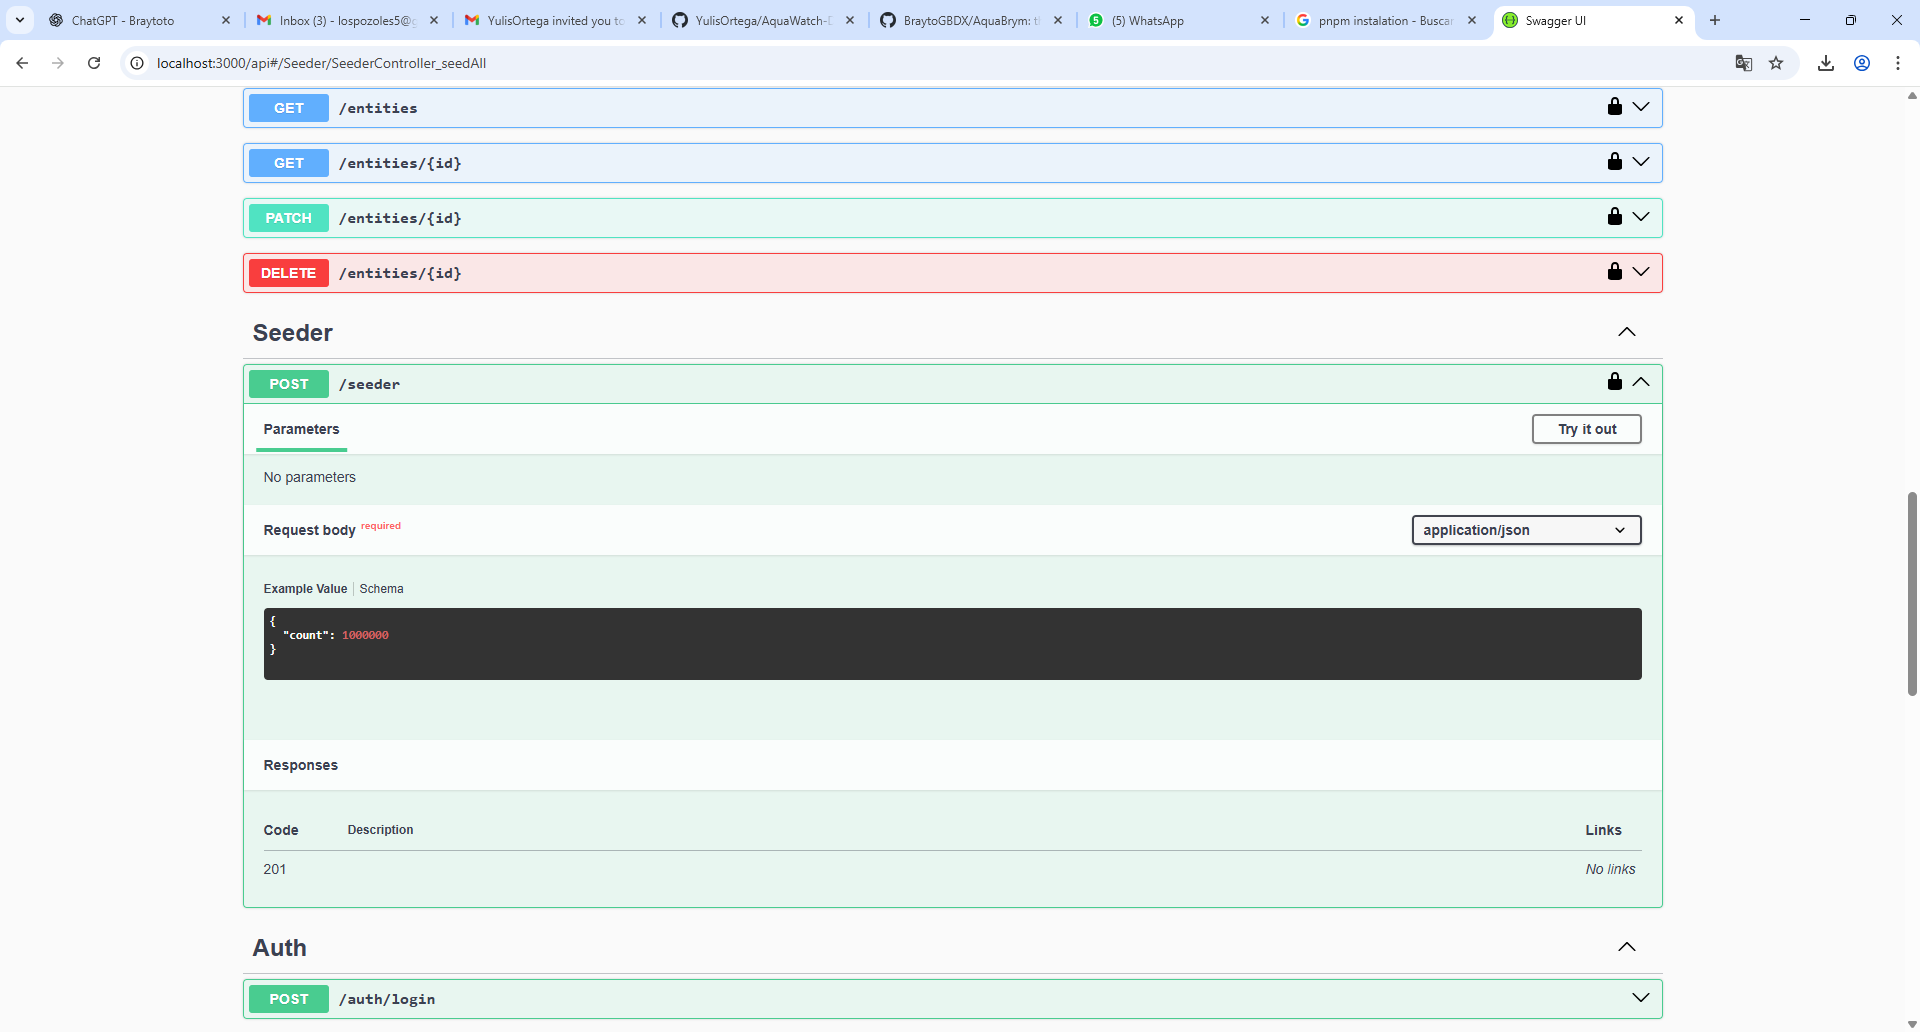 ChatGPT - Braytoto
Inbox (3) - lospozoles5@g
YulisOrtega invited you to
YulisOrtega/AquaWatch-D
BraytoGBDX/AquaBrym: t
5 (5) WhatsApp
pnpm instalation - Buscar
Swagger UI
localhost:3000/api#/Seeder/SeederController_seedAll
GET /entities
GET /entities/{id}
PATCH /entities/{id}
DELETE /entities/{id}
Seeder
POST /seeder
Parameters
Try it out
No parameters
Request body required
application/json
Example Value | Schema
{
"count": 1000000
}
Responses
Code Description Links
201 No links
Auth
POST /auth/login